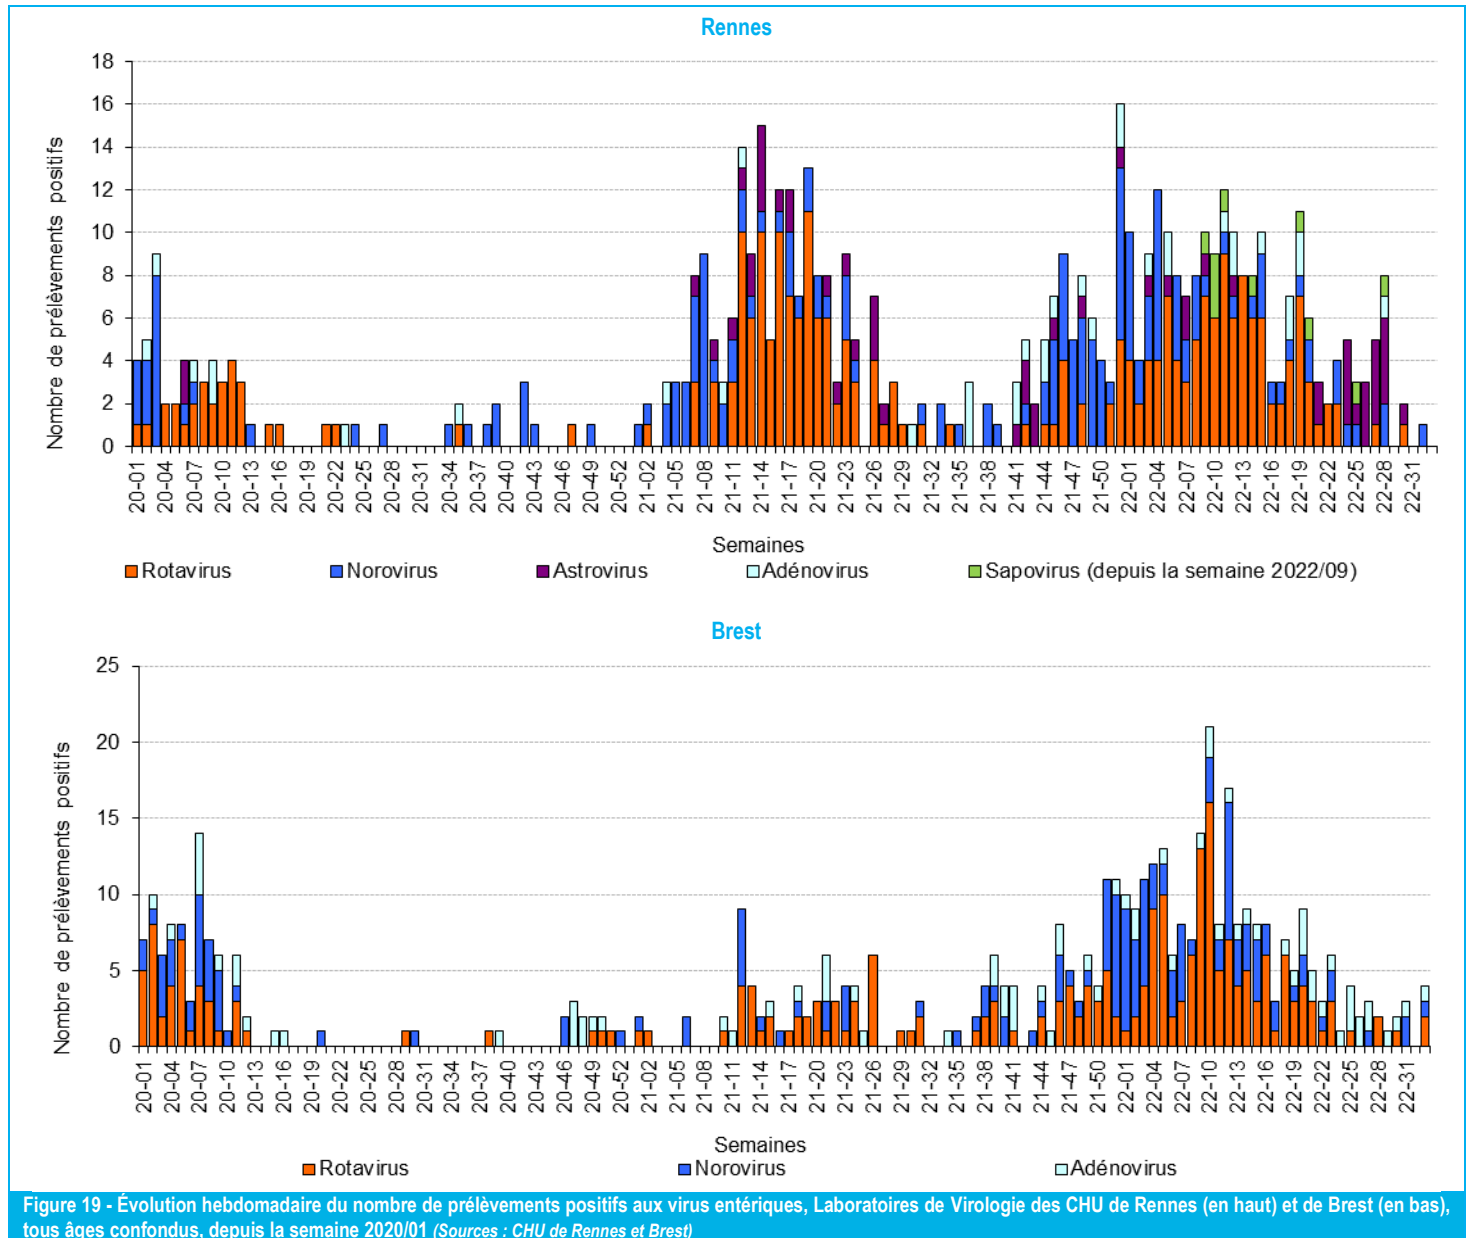 Rennes
Nombre de prélèvements positifs
18
16
14
12
10
8
6
4
2
0
20-01 20-04 20-07 20-10 20-13 20-16 20-19 20-22 20-25 20-28 20-31 20-34 20-37 20-40 20-43 20-46 20-49 20-52 21-02 21-05 21-08 21-11 21-14 21-17 21-20 21-23 21-26 21-29 21-32 21-35 21-38 21-41 21-44 21-47 21-50 22-01 22-04 22-07 22-10 22-13 22-16 22-19 22-22 22-25 22-28 22-31
Semaines
Rotavirus Norovirus Astrovirus Adénovirus Sapovirus (depuis la semaine 2022/09)
Brest
Nombre de prélèvements positifs
25
20
15
10
5
0
20-01 20-04 20-07 20-10 20-13 20-16 20-19 20-22 20-25 20-28 20-31 20-34 20-37 20-40 20-43 20-46 20-49 20-52 21-02 21-05 21-08 21-11 21-14 21-17 21-20 21-23 21-26 21-29 21-32 21-35 21-38 21-41 21-44 21-47 21-50 22-01 22-04 22-07 22-10 22-13 22-16 22-19 22-22 22-25 22-28 22-31
Semaines
Rotavirus Norovirus Adénovirus
Figure 19 - Évolution hebdomadaire du nombre de prélèvements positifs aux virus entériques, Laboratoires de Virologie des CHU de Rennes (en haut) et de Brest (en bas),
tous âges confondus, depuis la semaine 2020/01 (Sources : CHU de Rennes et Brest)